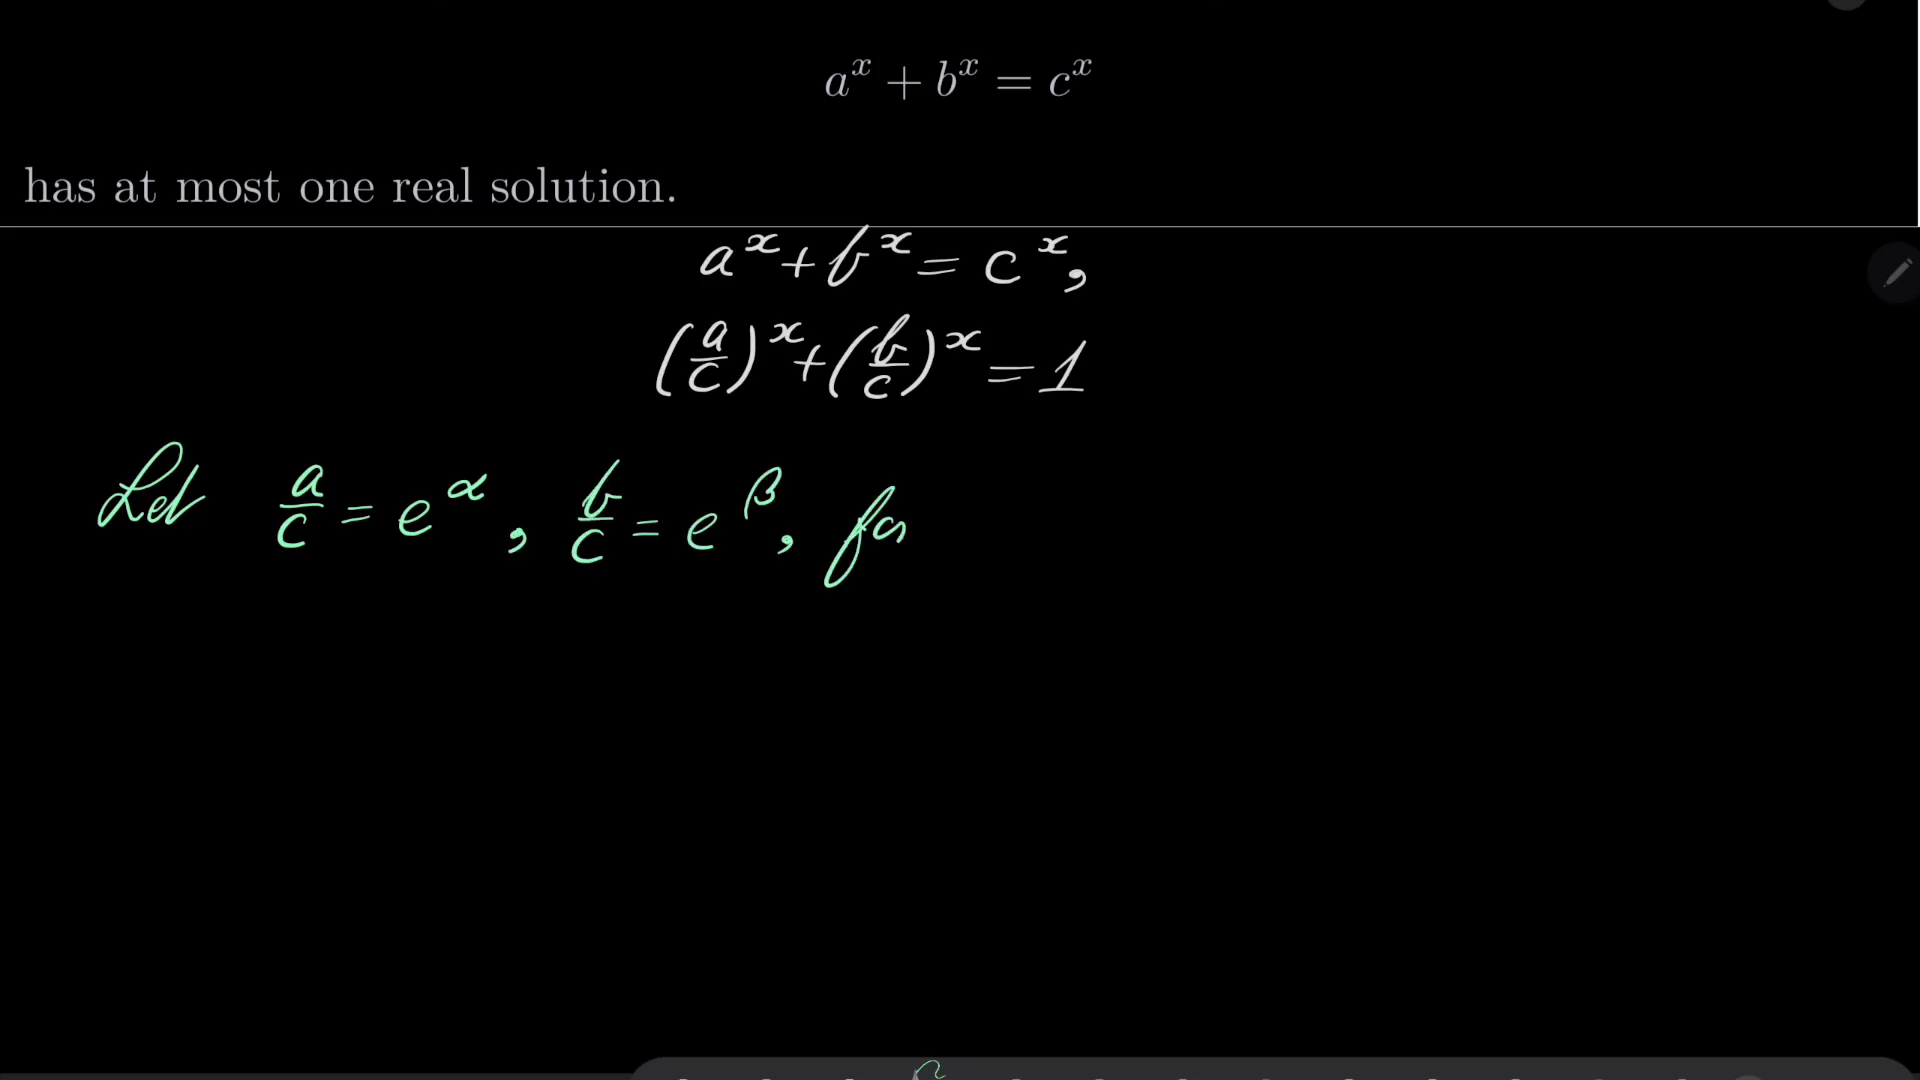 a^x + b^x = c^x
has at most one real solution.
a^x + b^x = c^x,
(a/c)^x + (b/c)^x = 1
Let a/c = e^α, b/c = e^β, for